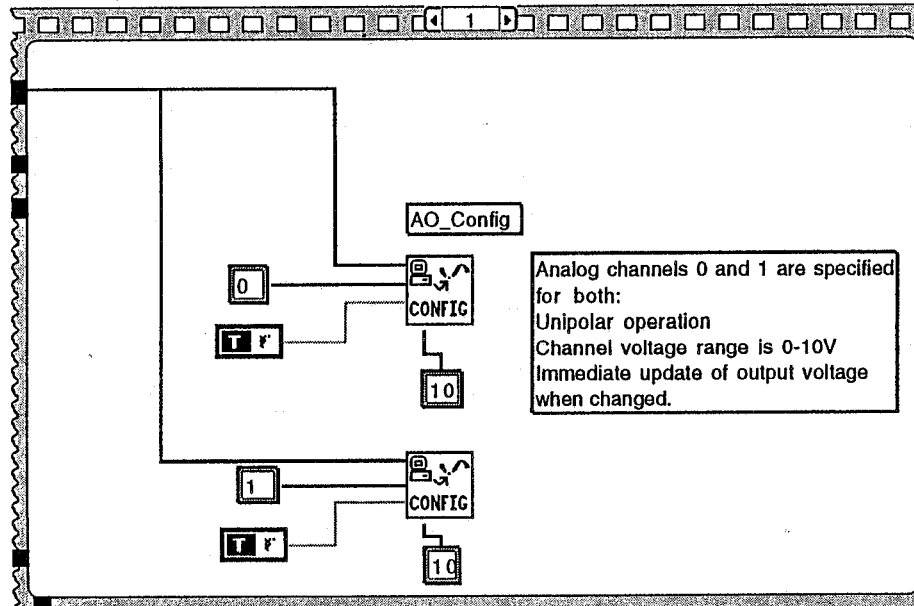 1
AO_Config
0
CONFIG
T F
10
Analog channels 0 and 1 are specified
for both:
Unipolar operation
Channel voltage range is 0-10V
Immediate update of output voltage
when changed.
1
CONFIG
T F
10